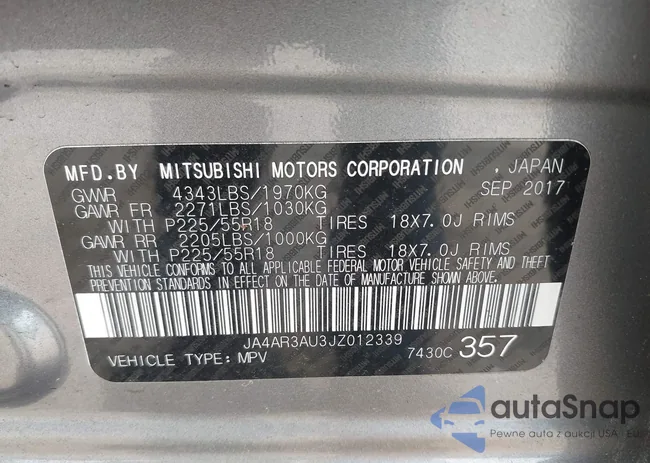 MFD.BY MITSUBISHI MOTORS CORPORATION , JAPAN
GVWR 4343LBS/1970KG SEP 2017
GAWR FR 2271LBS/1030KG
WITH P225/55R18 TIRES 18X7.0J RIMS
GAWR RR 2205LBS/1000KG
WITH P225/55R18 TIRES 18X7.0J RIMS
THIS VEHICLE CONFORMS TO ALL APPLICABLE FEDERAL MOTOR VEHICLE SAFETY AND THEFT
PREVENTION STANDARDS IN EFFECT ON THE DATE OF MANUFACTURE SHOWN ABOVE.
JA4AR3AU3JZ012339
VEHICLE TYPE: MPV 7430C 357
autoSnap
Pewne auta z aukcji USA